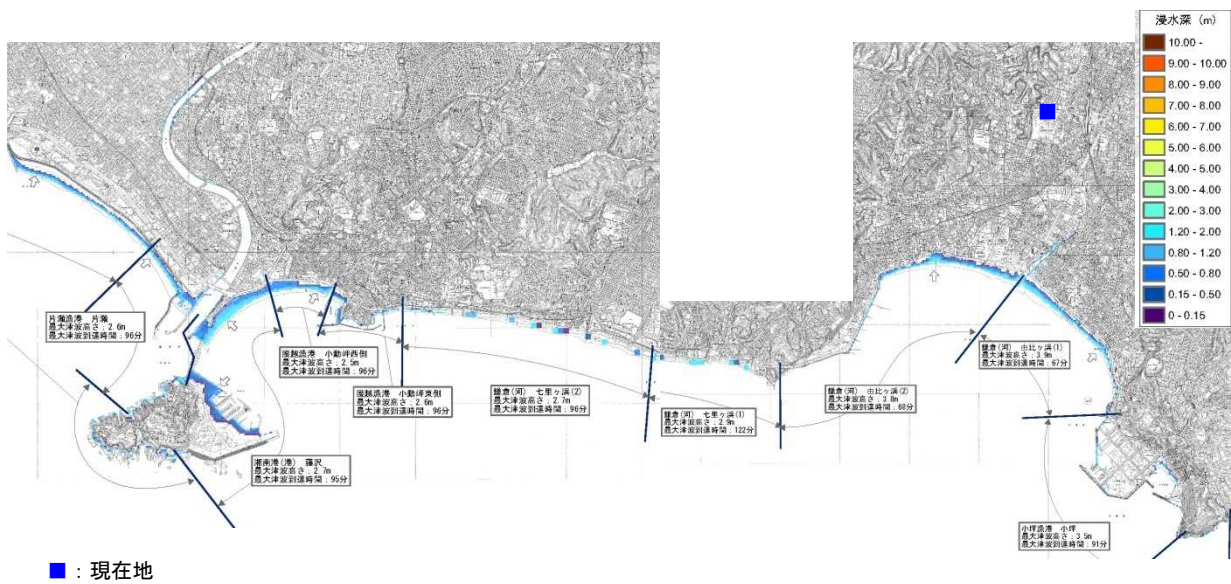 浸水深 (m)
10.00 -
9.00 - 10.00
8.00 - 9.00
7.00 - 8.00
6.00 - 7.00
5.00 - 6.00
4.00 - 5.00
3.00 - 4.00
2.00 - 3.00
1.20 - 2.00
0.80 - 1.20
0.50 - 0.80
0.15 - 0.50
0 - 0.15
片瀬漁港 片瀬
最大津波高さ：2.6m
最大津波到達時間：96分
腰越漁港 小動岬西側
最大津波高さ：2.5m
最大津波到達時間：96分
腰越漁港 小動岬東側
最大津波高さ：2.6m
最大津波到達時間：96分
鎌倉(河) 七里ヶ浜(2)
最大津波高さ：2.7m
最大津波到達時間：96分
鎌倉(河) 七里ヶ浜(1)
最大津波高さ：2.9m
最大津波到達時間：122分
鎌倉(河) 由比ヶ浜(2)
最大津波高さ：3.8m
最大津波到達時間：68分
鎌倉(河) 由比ヶ浜(1)
最大津波高さ：3.9m
最大津波到達時間：67分
湘南港(港) 藤沢
最大津波高さ：2.7m
最大津波到達時間：95分
小坪漁港 小坪
最大津波高さ：3.5m
最大津波到達時間：91分
：現在地